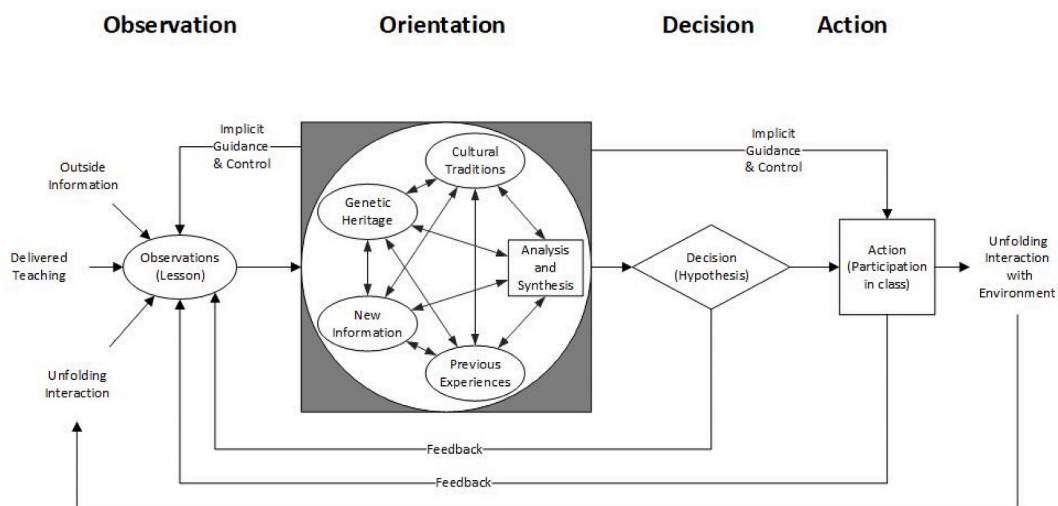 Observation
Orientation
Decision
Action
Implicit
Guidance
& Control
Implicit
Guidance
& Control
Outside
Information
Delivered
Teaching
Unfolding
Interaction
Observations
(Lesson)
Cultural
Traditions
Genetic
Heritage
Analysis
and
Synthesis
New
Information
Previous
Experiences
Decision
(Hypothesis)
Action
(Participation
in class)
Unfolding
Interaction
with
Environment
Feedback
Feedback